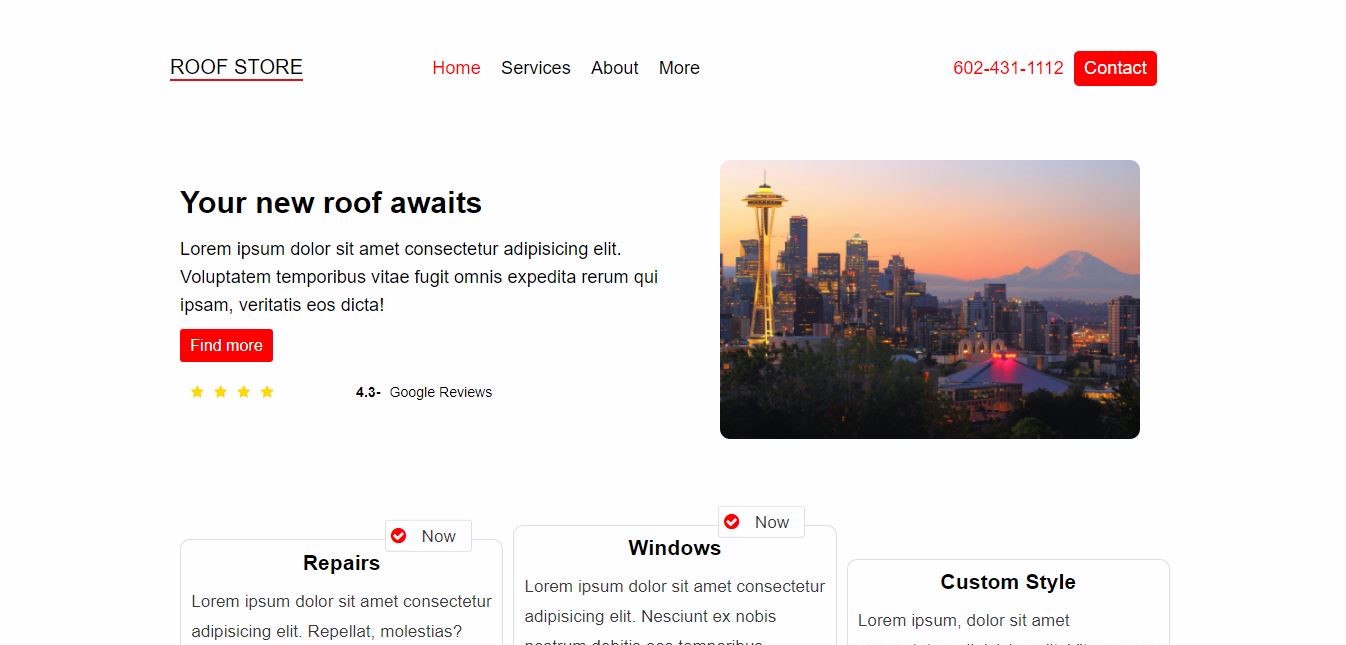 ROOF STORE
Home Services About More
602-431-1112 Contact
Your new roof awaits
Lorem ipsum dolor sit amet consectetur adipisicing elit.
Voluptatem temporibus vitae fugit omnis expedita rerum qui
ipsam, veritatis eos dicta!
Find more
4.3- Google Reviews
Now
Repairs
Lorem ipsum dolor sit amet consectetur
adipisicing elit. Repellat, molestias?
Now
Windows
Lorem ipsum dolor sit amet consectetur
adipisicing elit. Nesciunt ex nobis
Custom Style
Lorem ipsum, dolor sit amet